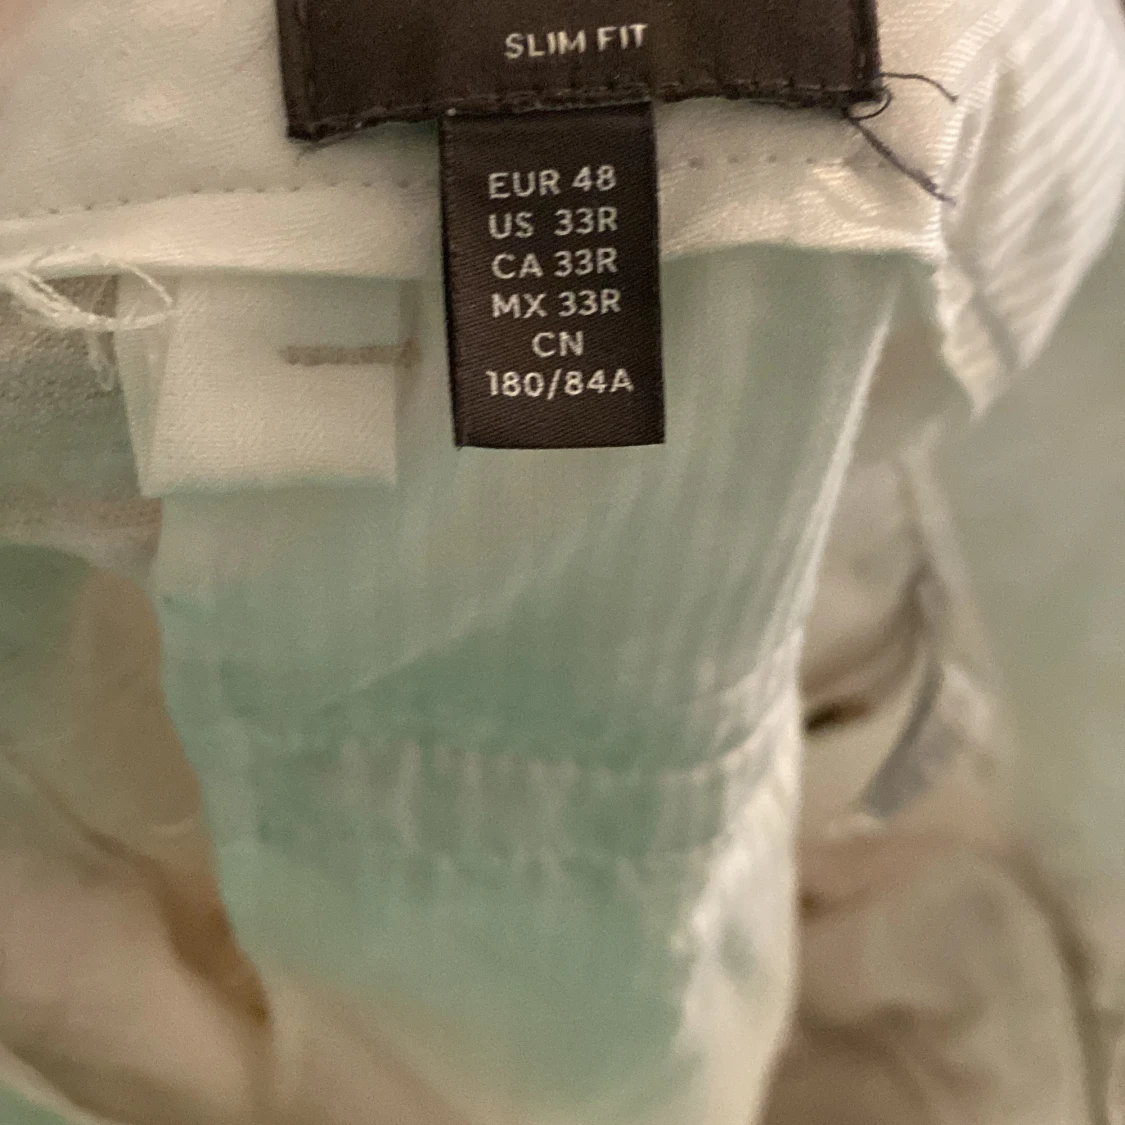 SLIM FIT
EUR 48
US 33R
CA 33R
MX 33R
CN
180/84A